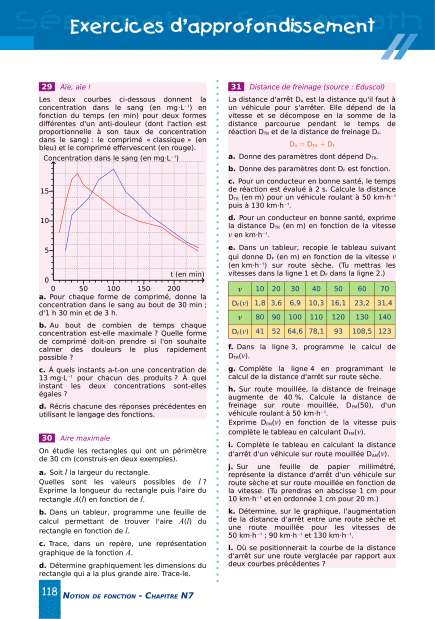 Exercices d'approfondissement
29 Aïe, aïe !
Les deux courbes ci-dessous donnent la
concentration dans le sang (en mg·L⁻¹) en
fonction du temps (en min) pour deux formes
différentes d'un anti-douleur (dont l'action est
proportionnelle à son taux de concentration
dans le sang) : le comprimé « classique » (en
bleu) et le comprimé effervescent (en rouge).
Concentration dans le sang (en mg·L⁻¹)
15
10
5
0
t (en min)
0 50 100 150 200
a. Pour chaque forme de comprimé, donne la
concentration dans le sang au bout de 30 min ;
d'1 h 30 min et de 3 h.
b. Au bout de combien de temps chaque
concentration est-elle maximale ? Quelle forme
de comprimé doit-on prendre si l'on souhaite
calmer des douleurs le plus rapidement
possible ?
c. À quels instants a-t-on une concentration de
13 mg·L⁻¹ pour chacun des produits ? À quel
instant les deux concentrations sont-elles
égales ?
d. Décris chacune des réponses précédentes en
utilisant le langage des fonctions.
30 Aire maximale
On étudie les rectangles qui ont un périmètre
de 30 cm (construis-en deux exemples).
a. Soit l la largeur du rectangle.
Quelles sont les valeurs possibles de l ?
Exprime la longueur du rectangle puis l'aire du
rectangle A(l) en fonction de l.
b. Dans un tableur, programme une feuille de
calcul permettant de trouver l'aire A(l) du
rectangle en fonction de l.
c. Trace, dans un repère, une représentation
graphique de la fonction A.
d. Détermine graphiquement les dimensions du
rectangle qui a la plus grande aire. Trace-le.
31 Distance de freinage (source : Eduscol)
La distance d'arrêt D_A est la distance qu'il faut à
un véhicule pour s'arrêter. Elle dépend de la
vitesse et se décompose en la somme de la
distance parcourue pendant le temps de
réaction D_TR et de la distance de freinage D_F.
D_A = D_TR + D_F
a. Donne des paramètres dont dépend D_TR.
b. Donne des paramètres dont D_F est fonction.
c. Pour un conducteur en bonne santé, le temps
de réaction est évalué à 2 s. Calcule la distance
D_TR (en m) pour un véhicule roulant à 50 km·h⁻¹
puis à 130 km·h⁻¹.
d. Pour un conducteur en bonne santé, exprime
la distance D_TR (en m) en fonction de la vitesse
v en km·h⁻¹.
e. Dans un tableur, recopie le tableau suivant
qui donne D_F (en m) en fonction de la vitesse v
(en km·h⁻¹) sur route sèche. (Tu mettras les
vitesses dans la ligne 1 et D_F dans la ligne 2.)
v 10 20 30 40 50 60 70
D_F(v) 1,8 3,6 6,9 10,3 16,1 23,2 31,4
v 80 90 100 110 120 130 140
D_F(v) 41 52 64,6 78,1 93 108,5 123
f. Dans la ligne 3, programme le calcul de
D_TR(v).
g. Complète la ligne 4 en programmant le
calcul de la distance d'arrêt sur route sèche.
h. Sur route mouillée, la distance de freinage
augmente de 40 %. Calcule la distance de
freinage sur route mouillée, D_FM(50), d'un
véhicule roulant à 50 km·h⁻¹.
Exprime D_FM(v) en fonction de la vitesse puis
complète le tableau en calculant D_FM(v).
i. Complète le tableau en calculant la distance
d'arrêt d'un véhicule sur route mouillée D_AM(v).
j. Sur une feuille de papier millimétré,
représente la distance d'arrêt d'un véhicule sur
route sèche et sur route mouillée en fonction de
la vitesse. (Tu prendras en abscisse 1 cm pour
10 km·h⁻¹ et en ordonnée 1 cm pour 20 m.)
k. Détermine, sur le graphique, l'augmentation
de la distance d'arrêt entre une route sèche et
une route mouillée pour les vitesses de
50 km·h⁻¹ ; 90 km·h⁻¹ et 130 km·h⁻¹.
l. Où se positionnerait la courbe de la distance
d'arrêt sur une route verglacée par rapport aux
deux courbes précédentes ?
118 NOTION DE FONCTION - CHAPITRE N7